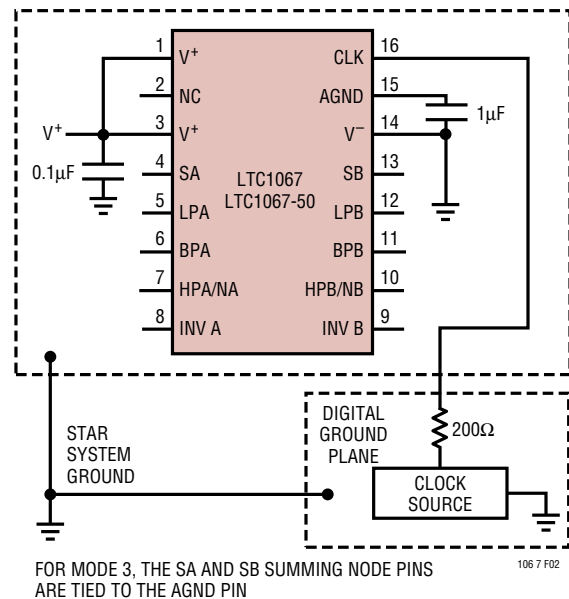 1
V+
2
NC
3
V+
4
SA
5
LPA
6
BPA
7
HPA/NA
8
INV A
16
CLK
15
AGND
14
V−
13
SB
12
LPB
11
BPB
10
HPB/NB
9
INV B
LTC1067
LTC1067-50
V+
0.1µF
1µF
STAR
SYSTEM
GROUND
DIGITAL
GROUND
PLANE
200Ω
CLOCK
SOURCE
FOR MODE 3, THE SA AND SB SUMMING NODE PINS
ARE TIED TO THE AGND PIN
106 7 F02